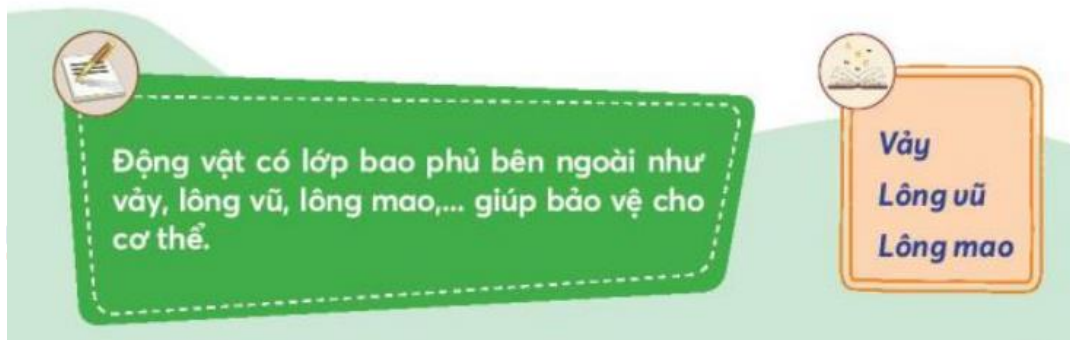 Động vật có lớp bao phủ bên ngoài như
vảy, lông vũ, lông mao,... giúp bảo vệ cho
cơ thể.
Vảy
Lông vũ
Lông mao